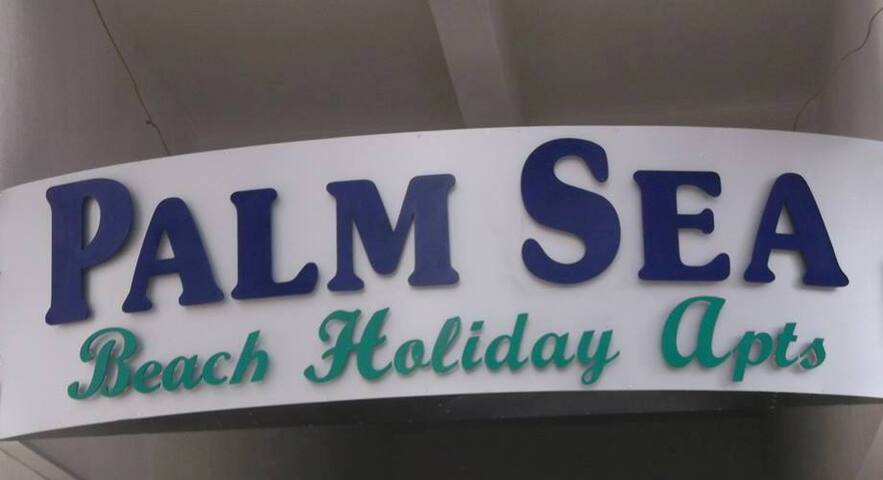 PALM SEA
Beach Holiday Apts